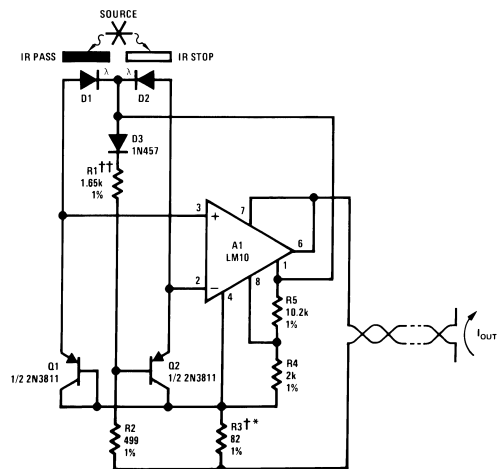 SOURCE
IR PASS
IR STOP
λ
λ
D1
D2
D3
1N457
R1††
1.65k
1%
3
+
7
A1
LM10
6
1
2
−
4
8
R5
10.2k
1%
IOUT
Q1
1/2 2N3811
Q2
1/2 2N3811
R4
2k
1%
R2
499
1%
R3†*
82
1%